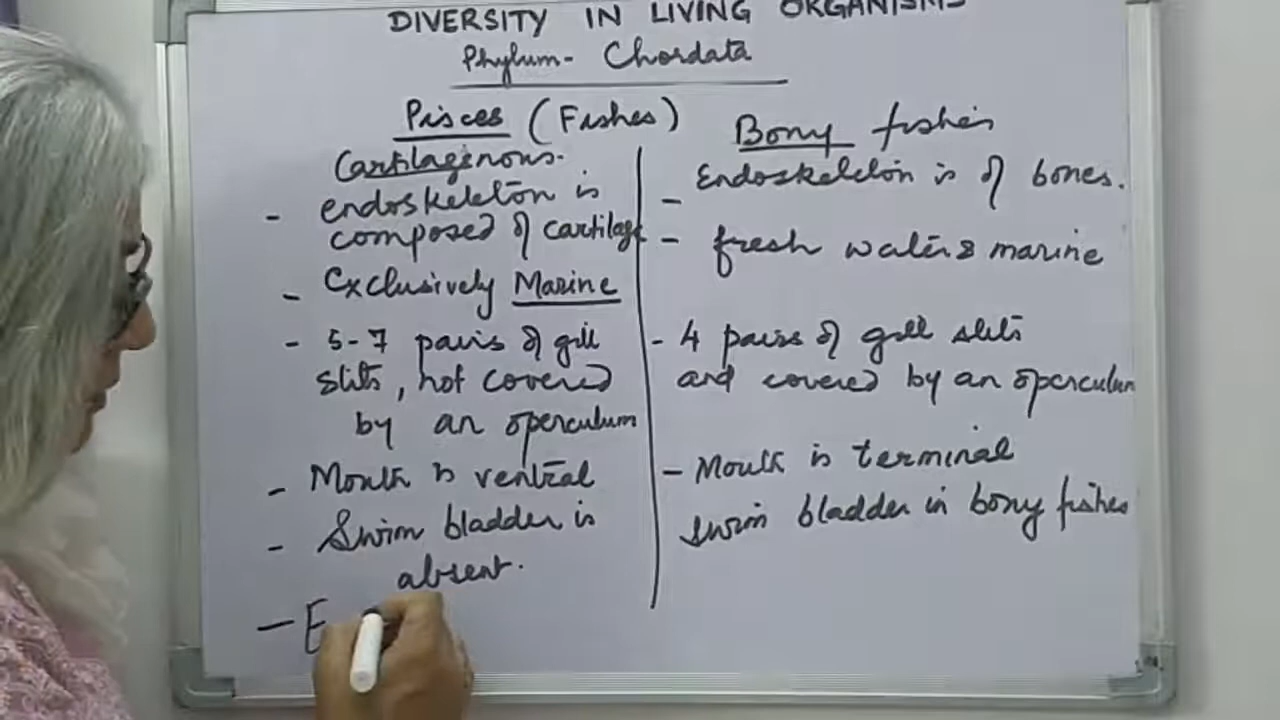 DIVERSITY IN LIVING ORGANISMS
Phylum- Chordata
Pisces (Fishes)
Cartilagenous.
- endoskeleton is
composed of cartilage
- Exclusively Marine
- 5-7 pairs of gill
slits, not covered
by an operculum
- Mouth is ventral
- Swim bladder is
absent.
- E
Bony fishes
- Endoskeleton is of bones.
- fresh water & marine
- 4 pairs of gill slits
and covered by an operculum
- Mouth is terminal
swim bladder in bony fishes